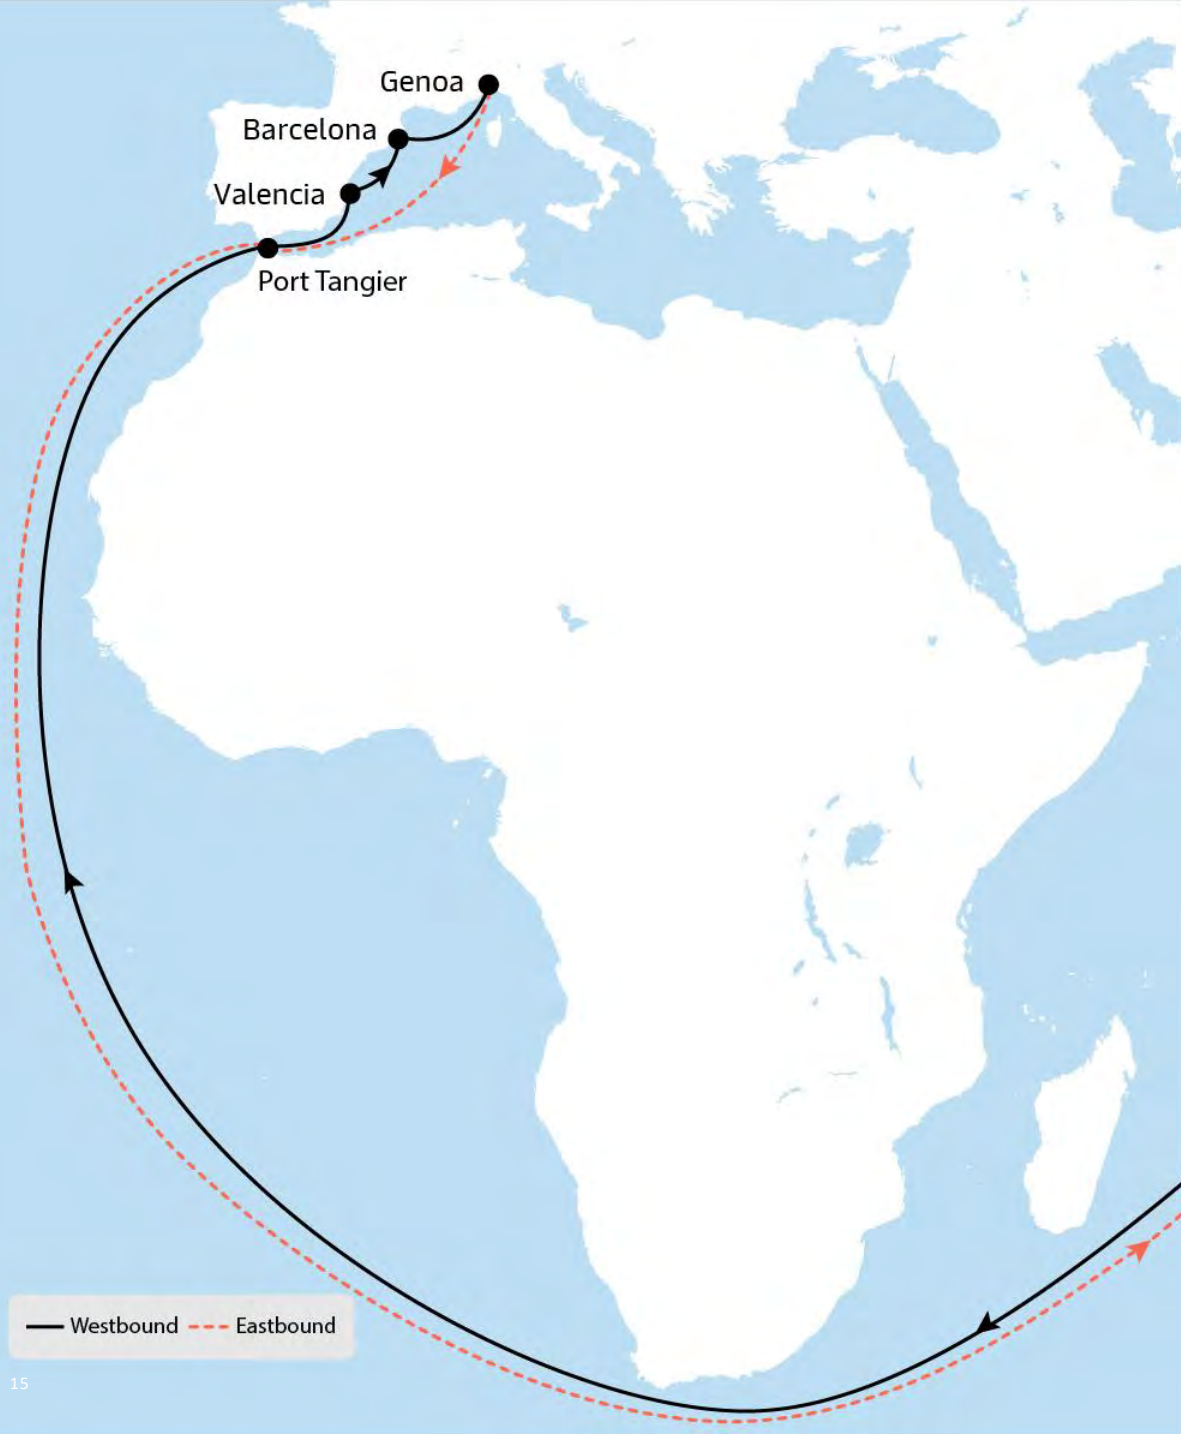 Genoa
Barcelona
Valencia
Port Tangier
Westbound Eastbound
15